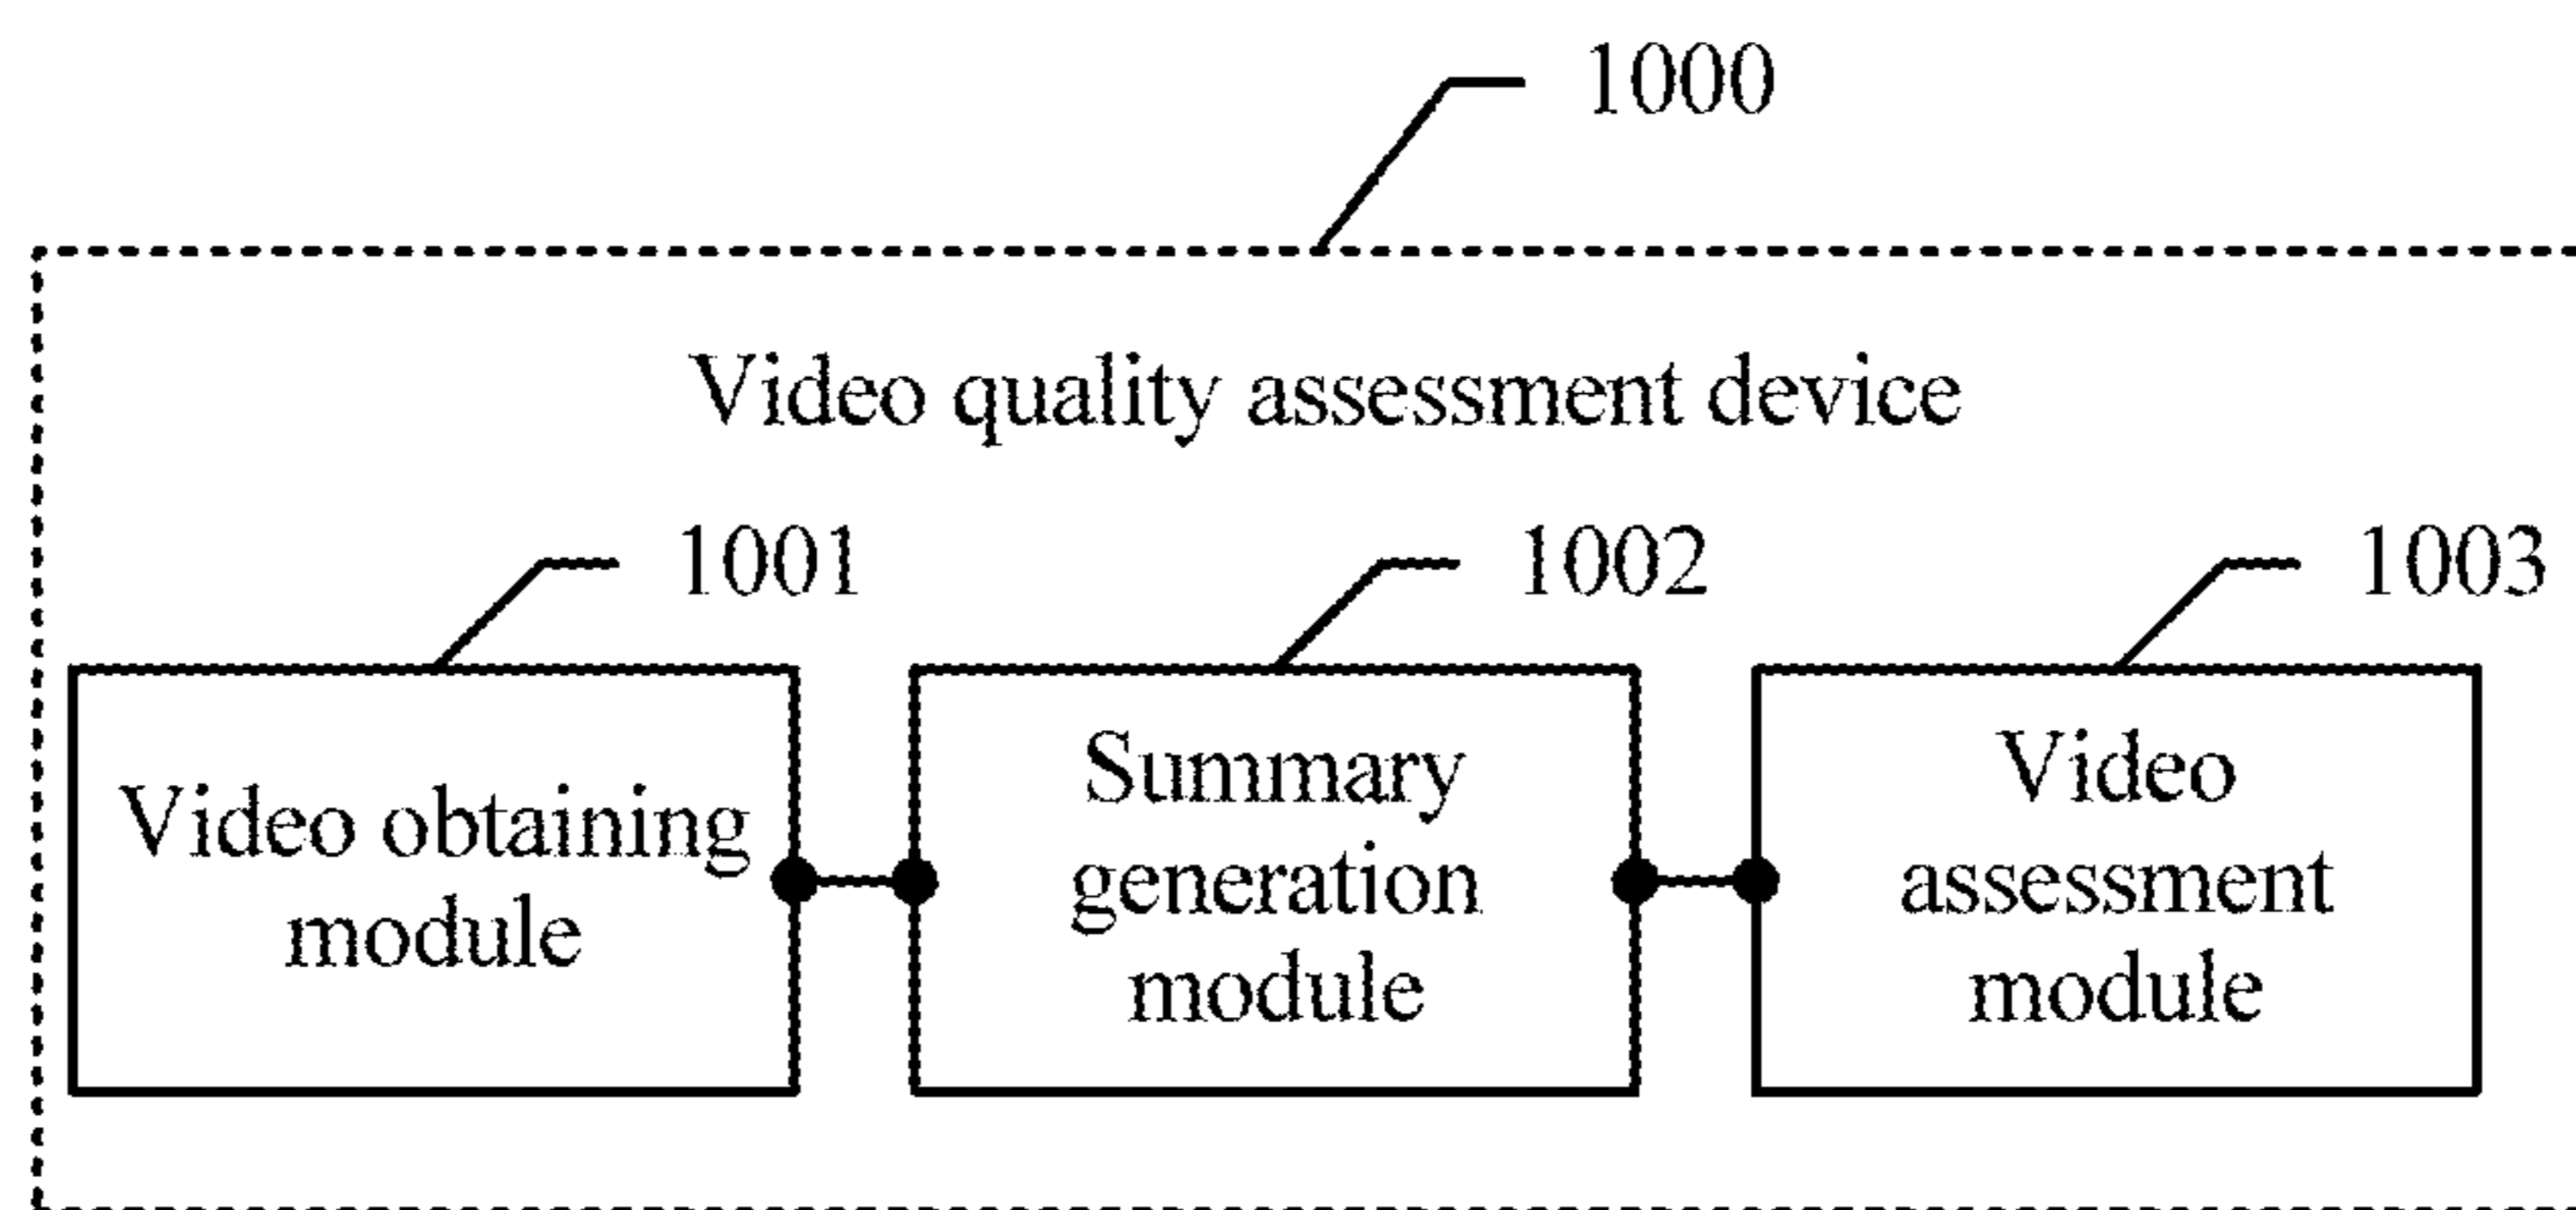 1000
Video quality assessment device
1001
1002
1003
Video obtaining
module
Summary
generation
module
Video
assessment
module